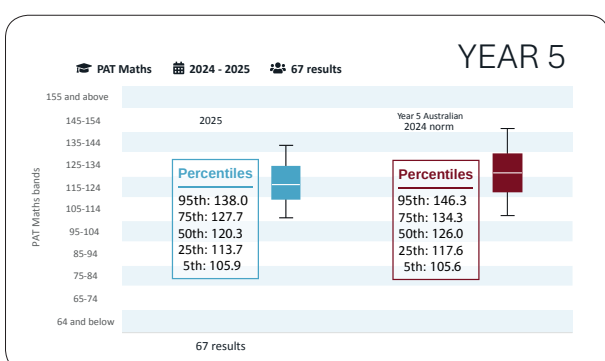 YEAR 5
PAT Maths 2024 - 2025 67 results
155 and above
145-154
135-144
125-134
115-124
105-114
95-104
85-94
75-84
65-74
64 and below
PAT Maths bands
2025
Percentiles
95th: 138.0
75th: 127.7
50th: 120.3
25th: 113.7
5th: 105.9
67 results
Year 5 Australian
2024 norm
Percentiles
95th: 146.3
75th: 134.3
50th: 126.0
25th: 117.6
5th: 105.6